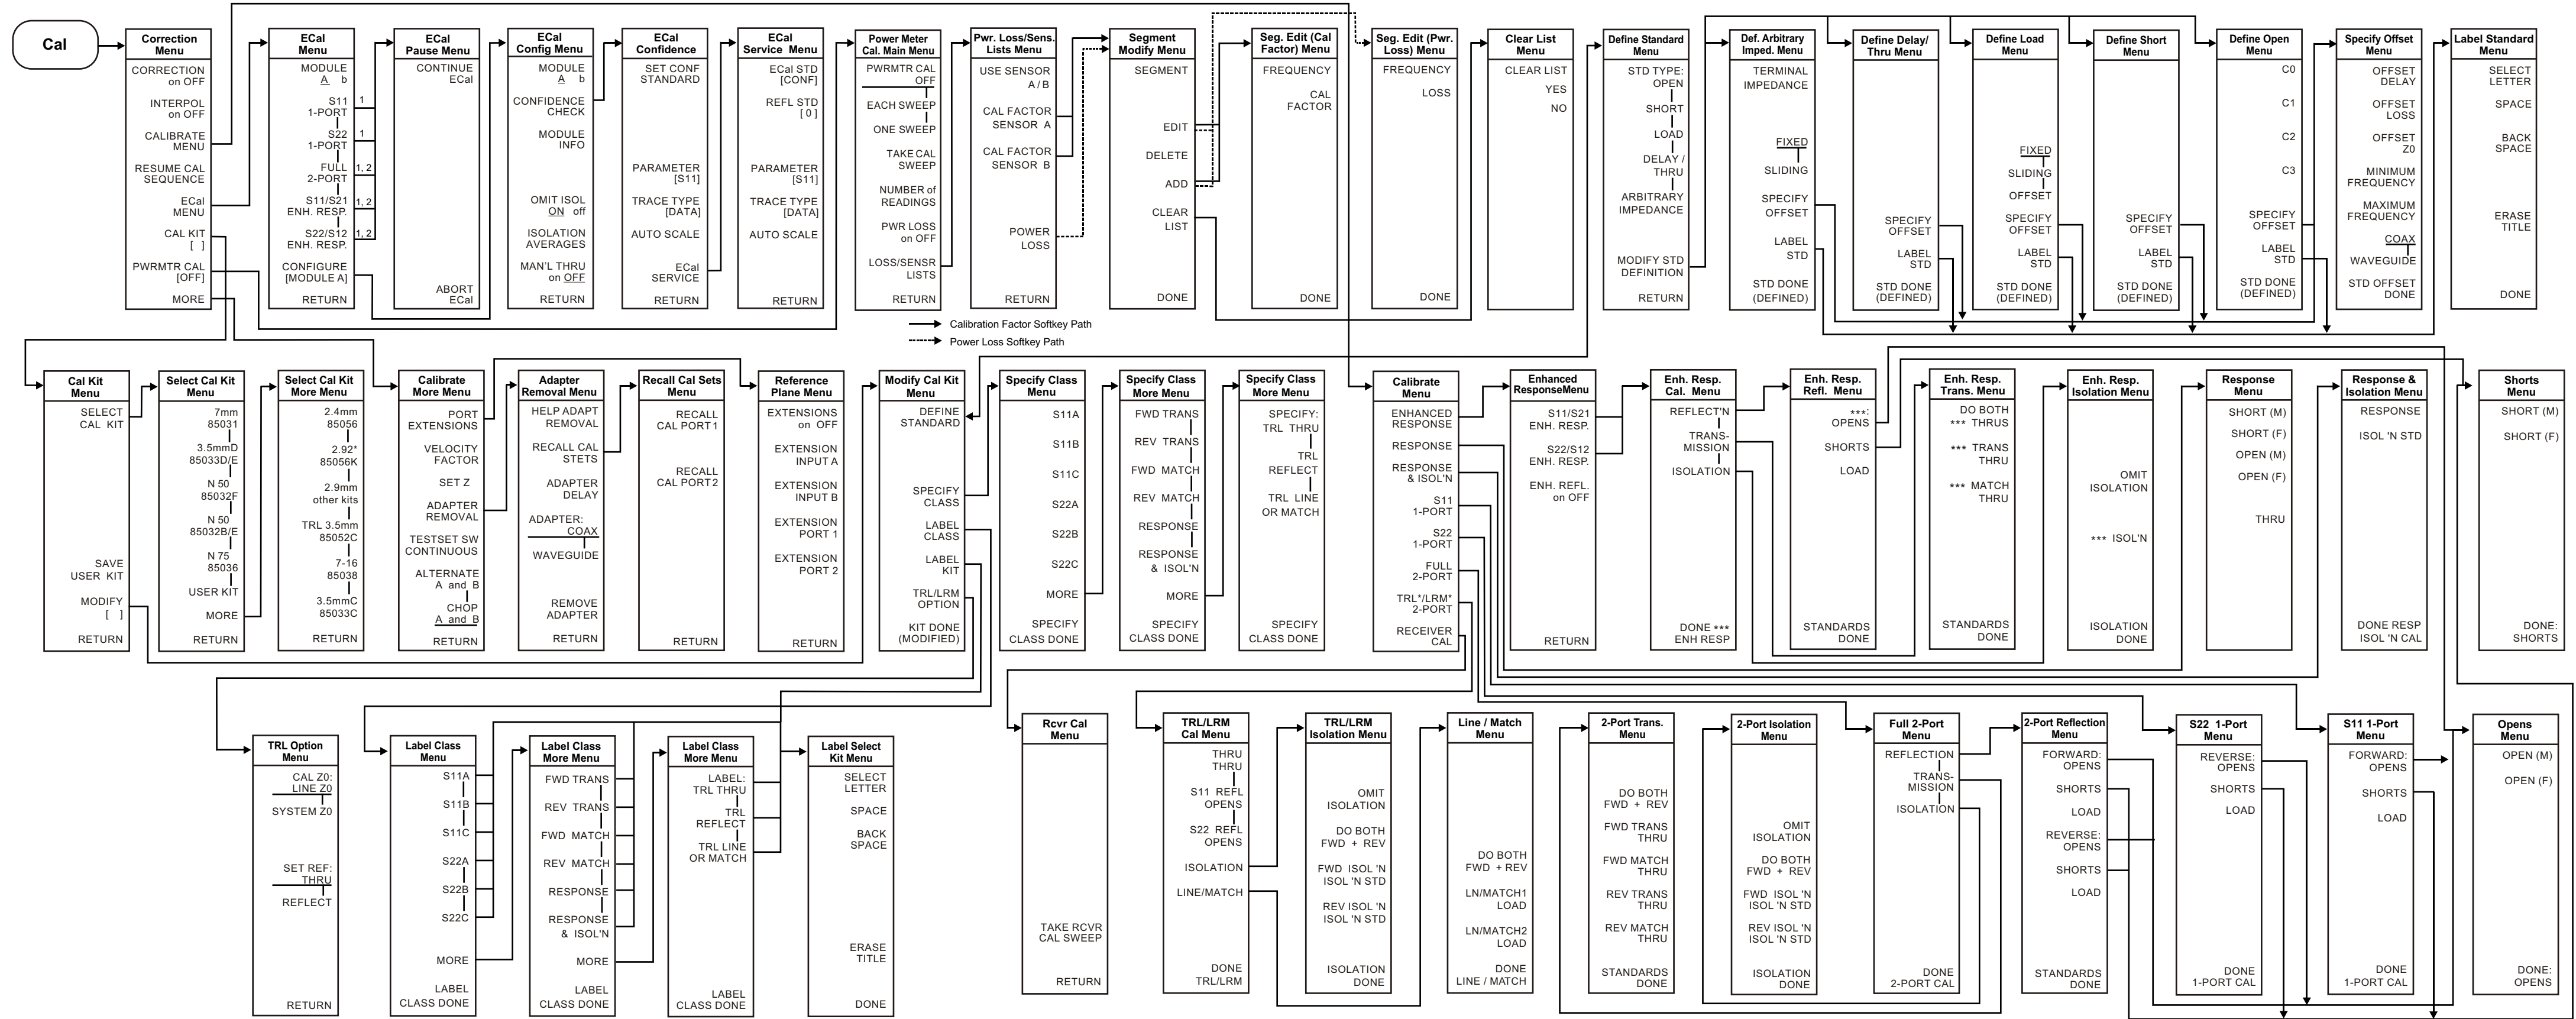 Cal
Correction
Menu
CORRECTION
on OFF
INTERPOL
on OFF
CALIBRATE
MENU
RESUME CAL
SEQUENCE
ECal
MENU
CAL KIT
[ ]
PWRMTR CAL
[OFF]
MORE
ECal
Menu
MODULE
A b
S11
1-PORT
S22
1-PORT
FULL
2-PORT
S11/S21
ENH. RESP.
S22/S12
ENH. RESP.
CONFIGURE
[MODULE A]
RETURN
1
1
1, 2
1, 2
1, 2
ECal
Pause Menu
CONTINUE
ECal
ABORT
ECal
ECal
Config Menu
MODULE
A b
CONFIDENCE
CHECK
MODULE
INFO
OMIT ISOL
ON off
ISOLATION
AVERAGES
MAN'L THRU
on OFF
RETURN
ECal
Confidence
SET CONF
STANDARD
PARAMETER
[S11]
TRACE TYPE
[DATA]
AUTO SCALE
ECal
SERVICE
RETURN
ECal
Service Menu
ECal STD
[CONF]
REFL STD
[ 0 ]
PARAMETER
[S11]
TRACE TYPE
[DATA]
AUTO SCALE
RETURN
Power Meter
Cal. Main Menu
PWRMTR CAL
OFF
EACH SWEEP
ONE SWEEP
TAKE CAL
SWEEP
NUMBER of
READINGS
PWR LOSS
on OFF
LOSS/SENSR
LISTS
RETURN
Pwr. Loss/Sens.
Lists Menu
USE SENSOR
A / B
CAL FACTOR
SENSOR A
CAL FACTOR
SENSOR B
POWER
LOSS
RETURN
Segment
Modify Menu
SEGMENT
EDIT
DELETE
ADD
CLEAR
LIST
DONE
Seg. Edit (Cal
Factor) Menu
FREQUENCY
CAL
FACTOR
DONE
Seg. Edit (Pwr.
Loss) Menu
FREQUENCY
LOSS
DONE
Clear List
Menu
CLEAR LIST
YES
NO
Define Standard
Menu
STD TYPE:
OPEN
SHORT
LOAD
DELAY /
THRU
ARBITRARY
IMPEDANCE
MODIFY STD
DEFINITION
RETURN
Def. Arbitrary
Imped. Menu
TERMINAL
IMPEDANCE
FIXED
SLIDING
SPECIFY
OFFSET
LABEL
STD
STD DONE
(DEFINED)
Define Delay/
Thru Menu
SPECIFY
OFFSET
LABEL
STD
STD DONE
(DEFINED)
Define Load
Menu
FIXED
SLIDING
OFFSET
SPECIFY
OFFSET
LABEL
STD
STD DONE
(DEFINED)
Define Short
Menu
SPECIFY
OFFSET
LABEL
STD
STD DONE
(DEFINED)
Define Open
Menu
C0
C1
C2
C3
SPECIFY
OFFSET
LABEL
STD
STD DONE
(DEFINED)
Specify Offset
Menu
OFFSET
DELAY
OFFSET
LOSS
OFFSET
Z0
MINIMUM
FREQUENCY
MAXIMUM
FREQUENCY
COAX
WAVEGUIDE
STD OFFSET
DONE
Label Standard
Menu
SELECT
LETTER
SPACE
BACK
SPACE
ERASE
TITLE
DONE
Calibration Factor Softkey Path
Power Loss Softkey Path
Cal Kit
Menu
SELECT
CAL KIT
SAVE
USER KIT
MODIFY
[ ]
RETURN
Select Cal Kit
Menu
7mm
85031
3.5mmD
85033D/E
N 50
85032F
N 50
85032B/E
N 75
85036
USER KIT
MORE
RETURN
Select Cal Kit
More Menu
2.4mm
85056
2.92*
85056K
2.9mm
other kits
TRL 3.5mm
85052C
7-16
85038
3.5mmC
85033C
RETURN
Calibrate
More Menu
PORT
EXTENSIONS
VELOCITY
FACTOR
SET Z
ADAPTER
REMOVAL
TESTSET SW
CONTINUOUS
ALTERNATE
A and B
CHOP
A and B
RETURN
Adapter
Removal Menu
HELP ADAPT
REMOVAL
RECALL CAL
STETS
ADAPTER
DELAY
ADAPTER:
COAX
WAVEGUIDE
REMOVE
ADAPTER
RETURN
Recall Cal Sets
Menu
RECALL
CAL PORT1
RECALL
CAL PORT2
RETURN
Reference
Plane Menu
EXTENSIONS
on OFF
EXTENSION
INPUT A
EXTENSION
INPUT B
EXTENSION
PORT 1
EXTENSION
PORT 2
RETURN
Modify Cal Kit
Menu
DEFINE
STANDARD
SPECIFY
CLASS
LABEL
CLASS
LABEL
KIT
TRL/LRM
OPTION
KIT DONE
(MODIFIED)
Specify Class
Menu
S11A
S11B
S11C
S22A
S22B
S22C
MORE
SPECIFY
CLASS DONE
Specify Class
More Menu
FWD TRANS
REV TRANS
FWD MATCH
REV MATCH
RESPONSE
RESPONSE
& ISOL'N
MORE
SPECIFY
CLASS DONE
Specify Class
More Menu
SPECIFY:
TRL THRU
TRL
REFLECT
TRL LINE
OR MATCH
SPECIFY
CLASS DONE
Calibrate
Menu
ENHANCED
RESPONSE
RESPONSE
RESPONSE
& ISOL'N
S11
1-PORT
S22
1-PORT
FULL
2-PORT
TRL*/LRM*
2-PORT
RECEIVER
CAL
Enhanced
ResponseMenu
S11/S21
ENH. RESP.
S22/S12
ENH. RESP.
ENH. REFL.
on OFF
RETURN
Enh. Resp.
Cal. Menu
REFLECT'N
TRANS-
MISSION
ISOLATION
DONE ***
ENH RESP
Enh. Resp.
Refl. Menu
***:
OPENS
SHORTS
LOAD
STANDARDS
DONE
Enh. Resp.
Trans. Menu
DO BOTH
*** THRUS
*** TRANS
THRU
*** MATCH
THRU
STANDARDS
DONE
Enh. Resp.
Isolation Menu
OMIT
ISOLATION
*** ISOL'N
ISOLATION
DONE
Response
Menu
SHORT (M)
SHORT (F)
OPEN (M)
OPEN (F)
THRU
Response &
Isolation Menu
RESPONSE
ISOL 'N STD
DONE RESP
ISOL 'N CAL
Shorts
Menu
SHORT (M)
SHORT (F)
DONE:
SHORTS
TRL Option
Menu
CAL Z0:
LINE Z0
SYSTEM Z0
SET REF:
THRU
REFLECT
RETURN
Label Class
Menu
S11A
S11B
S11C
S22A
S22B
S22C
MORE
LABEL
CLASS DONE
Label Class
More Menu
FWD TRANS
REV TRANS
FWD MATCH
REV MATCH
RESPONSE
RESPONSE
& ISOL'N
MORE
LABEL
CLASS DONE
Label Class
More Menu
LABEL:
TRL THRU
TRL
REFLECT
TRL LINE
OR MATCH
LABEL
CLASS DONE
Label Select
Kit Menu
SELECT
LETTER
SPACE
BACK
SPACE
ERASE
TITLE
DONE
Rcvr Cal
Menu
TAKE RCVR
CAL SWEEP
RETURN
TRL/LRM
Cal Menu
THRU
THRU
S11 REFL
OPENS
S22 REFL
OPENS
ISOLATION
LINE/MATCH
DONE
TRL/LRM
TRL/LRM
Isolation Menu
OMIT
ISOLATION
DO BOTH
FWD + REV
FWD ISOL 'N
ISOL 'N STD
REV ISOL 'N
ISOL 'N STD
ISOLATION
DONE
Line / Match
Menu
DO BOTH
FWD + REV
LN/MATCH1
LOAD
LN/MATCH2
LOAD
DONE
LINE / MATCH
2-Port Trans.
Menu
DO BOTH
FWD + REV
FWD TRANS
THRU
FWD MATCH
THRU
REV TRANS
THRU
REV MATCH
THRU
STANDARDS
DONE
2-Port Isolation
Menu
OMIT
ISOLATION
DO BOTH
FWD + REV
FWD ISOL 'N
ISOL 'N STD
REV ISOL 'N
ISOL 'N STD
ISOLATION
DONE
Full 2-Port
Menu
REFLECTION
TRANS-
MISSION
ISOLATION
DONE
2-PORT CAL
2-Port Reflection
Menu
FORWARD:
OPENS
SHORTS
LOAD
REVERSE:
OPENS
SHORTS
LOAD
STANDARDS
DONE
S22 1-Port
Menu
REVERSE:
OPENS
SHORTS
LOAD
DONE
1-PORT CAL
S11 1-Port
Menu
FORWARD:
OPENS
SHORTS
LOAD
DONE
1-PORT CAL
Opens
Menu
OPEN (M)
OPEN (F)
DONE:
OPENS